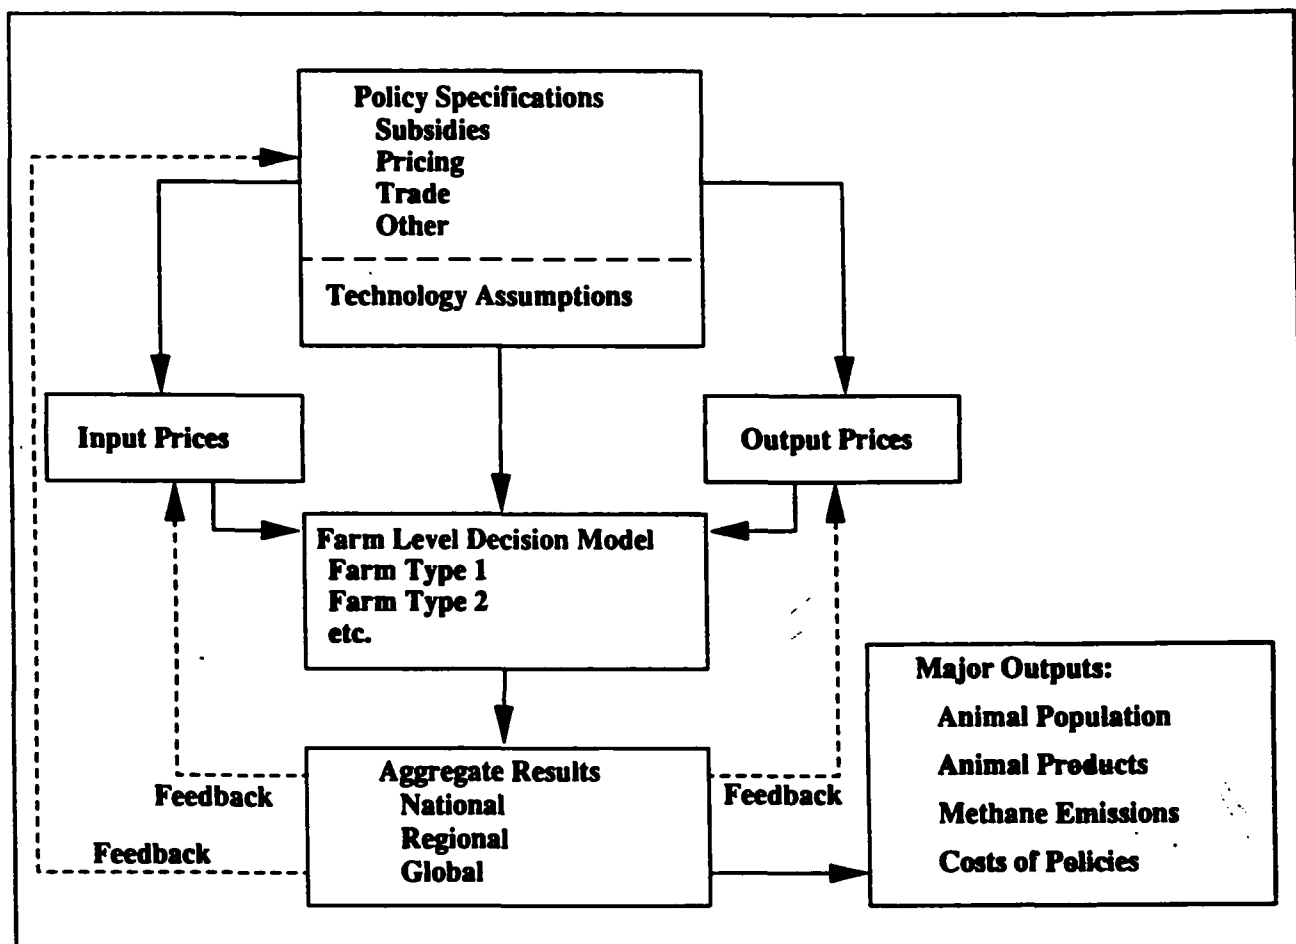 Policy Specifications
Subsidies
Pricing
Trade
Other
Technology Assumptions
Input Prices
Output Prices
Farm Level Decision Model
Farm Type 1
Farm Type 2
etc.
Aggregate Results
National
Regional
Global
Feedback
Feedback
Feedback
Major Outputs:
Animal Population
Animal Products
Methane Emissions
Costs of Policies